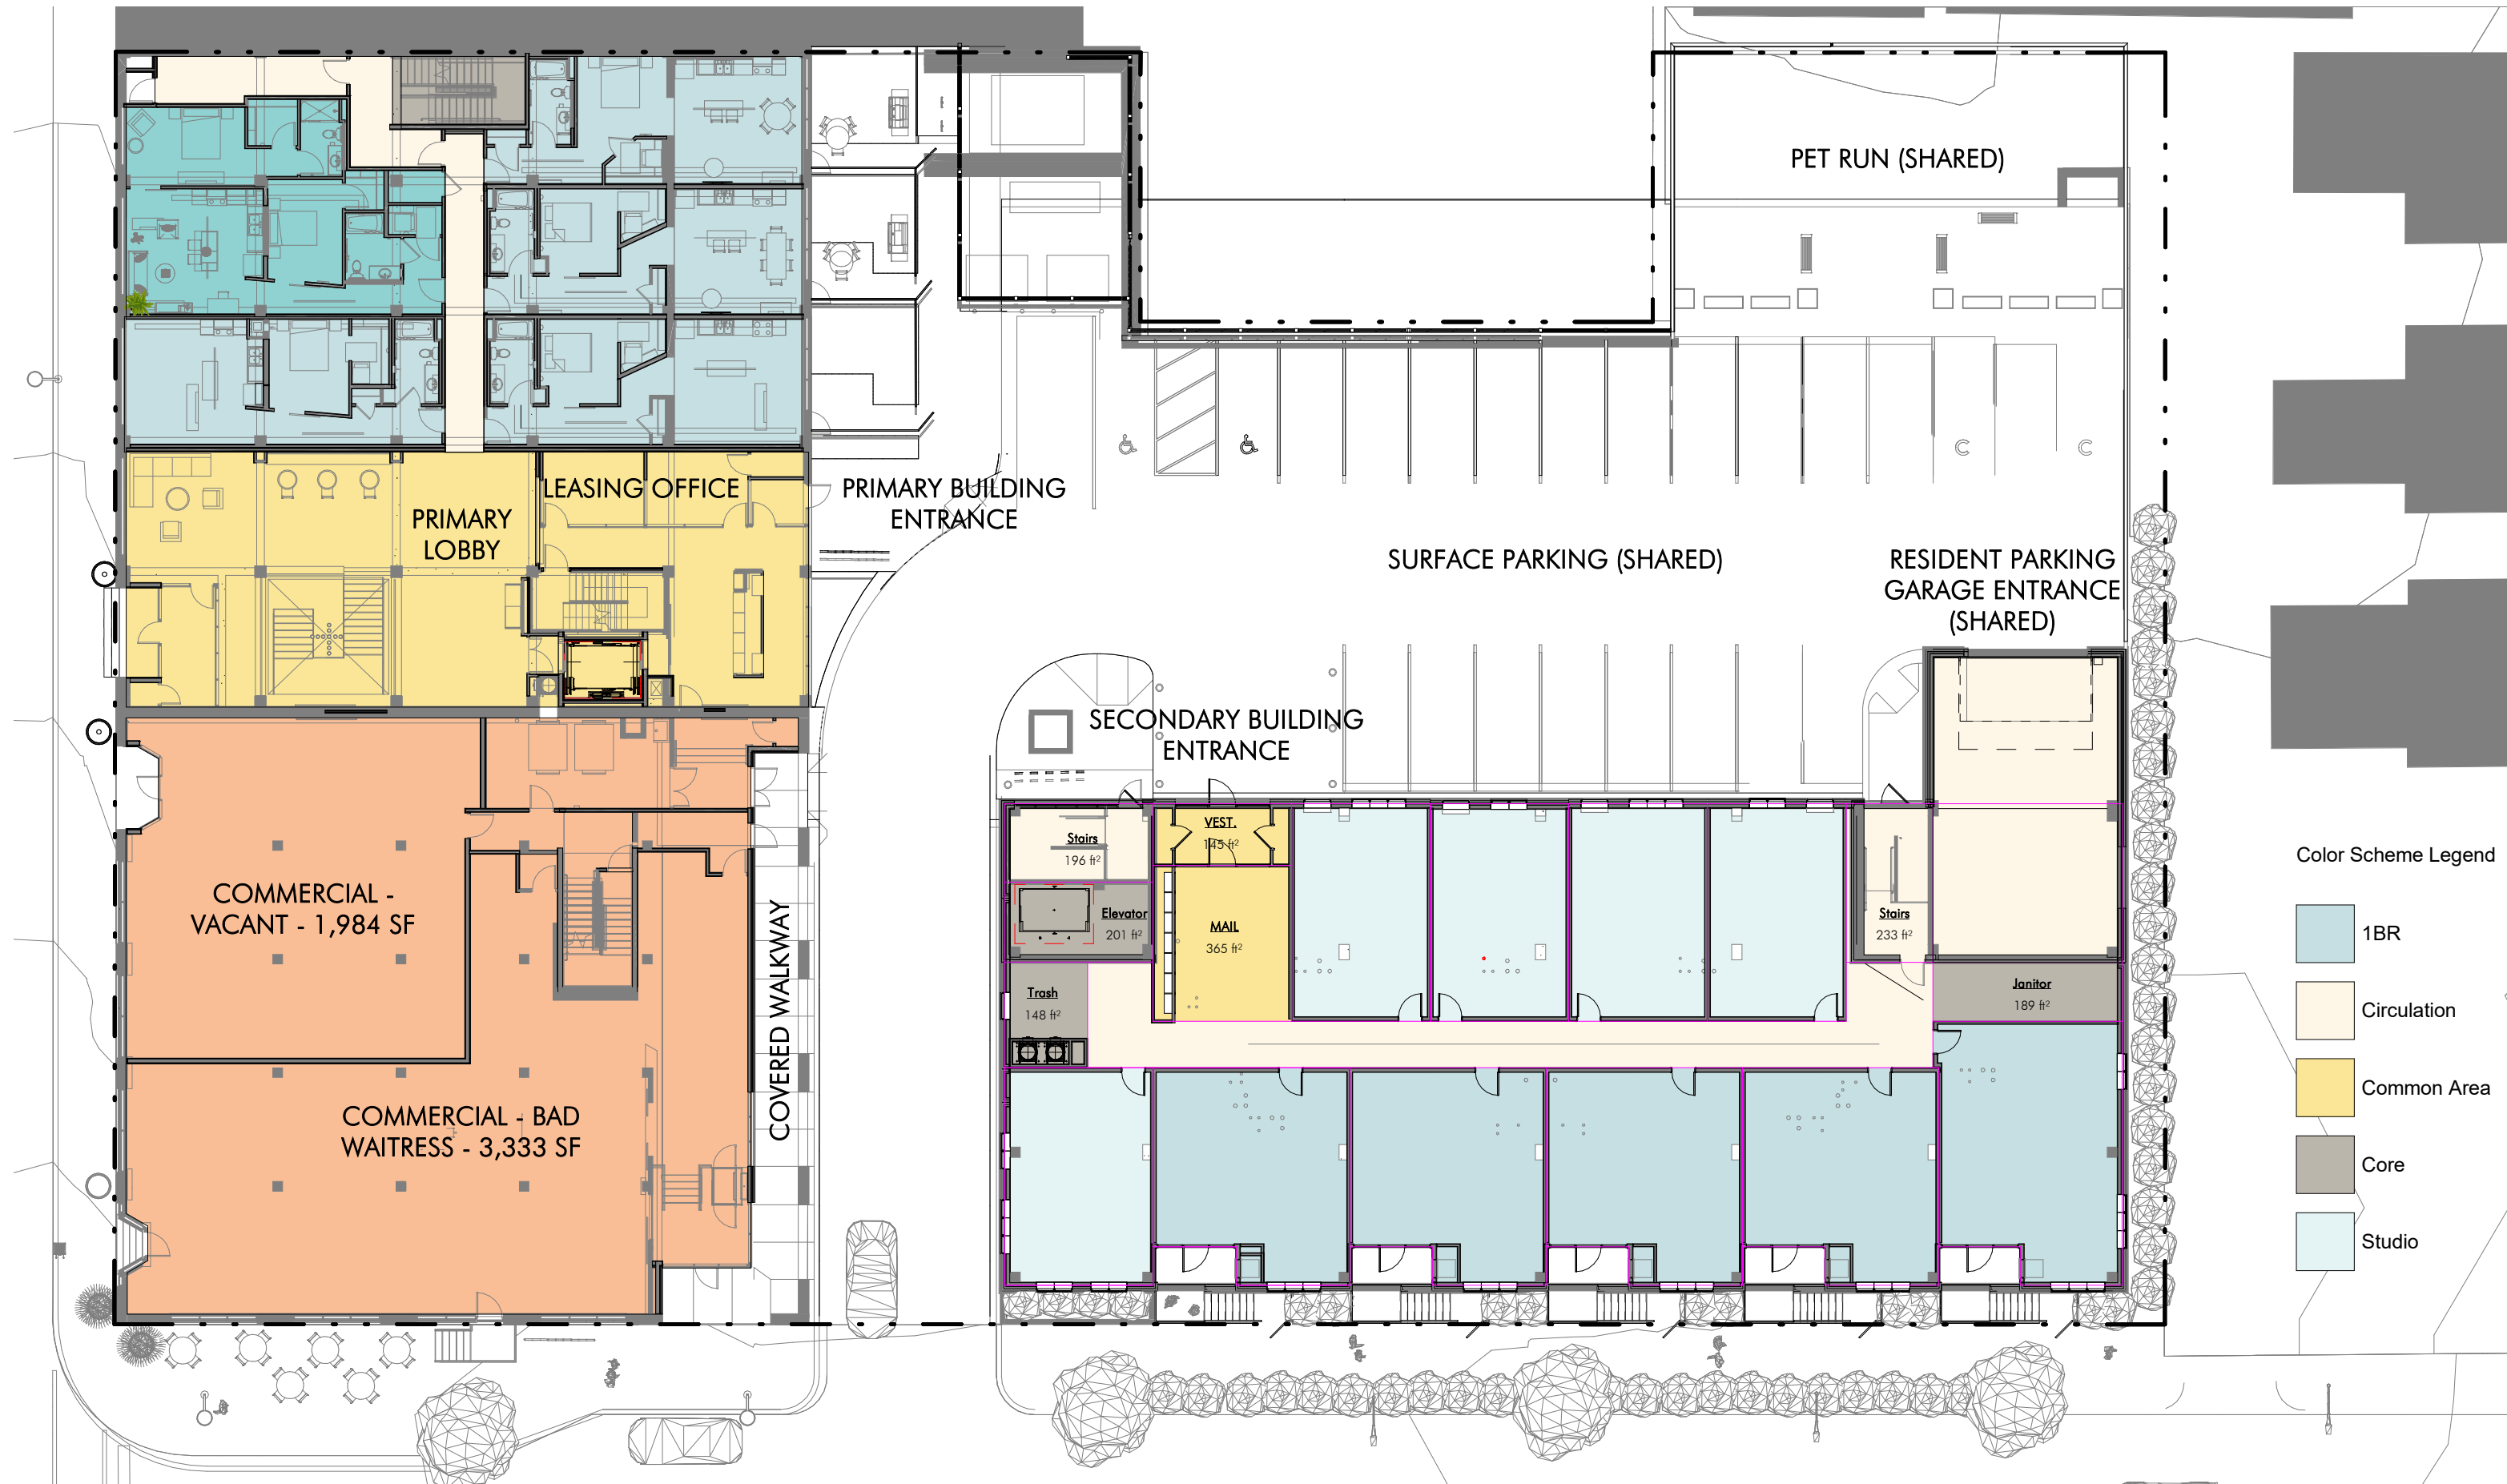 PET RUN (SHARED)
LEASING OFFICE
PRIMARY BUILDING
ENTRANCE
PRIMARY
LOBBY
SURFACE PARKING (SHARED)
RESIDENT PARKING
GARAGE ENTRANCE
(SHARED)
SECONDARY BUILDING
ENTRANCE
COMMERCIAL -
VACANT - 1,984 SF
COVERED WALKWAY
COMMERCIAL - BAD
WAITRESS - 3,333 SF
Stairs
196 ft²
VEST.
145 ft²
Elevator
201 ft²
MAIL
365 ft²
Stairs
233 ft²
Trash
148 ft²
Janitor
189 ft²
C
C
Color Scheme Legend
1BR
Circulation
Common Area
Core
Studio